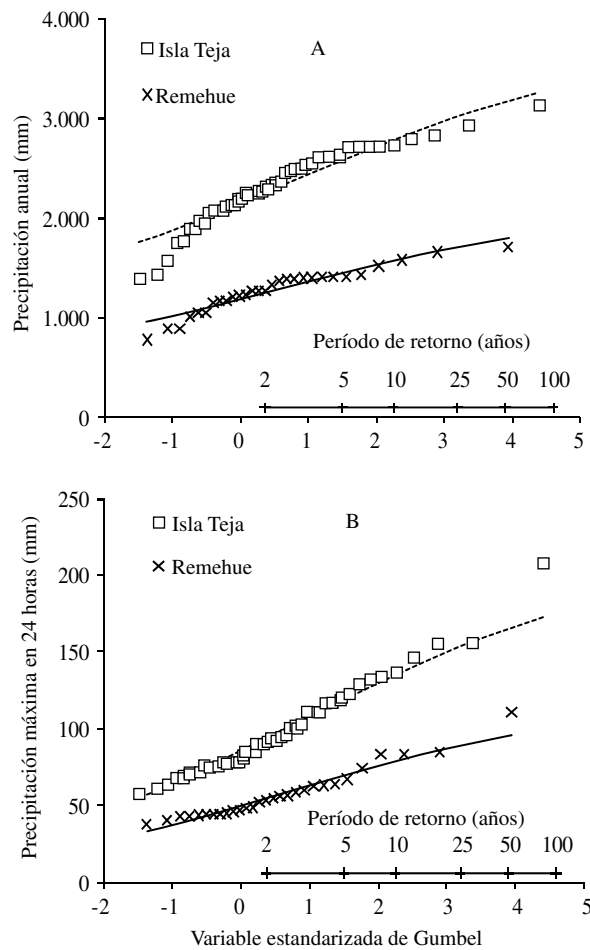 4.000
Isla Teja
A
Remehue
3.000
Precipitación anual (mm)
2.000
1.000
Período de retorno (años)
2 5 10 25 50 100
0
-2 -1 0 1 2 3 4 5
250
Isla Teja
B
Remehue
200
Precipitación máxima en 24 horas (mm)
150
100
50
Período de retorno (años)
2 5 10 25 50 100
0
-2 -1 0 1 2 3 4 5
Variable estandarizada de Gumbel